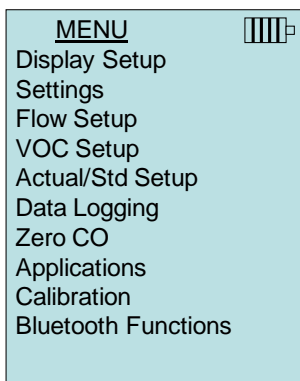 MENU
Display Setup
Settings
Flow Setup
VOC Setup
Actual/Std Setup
Data Logging
Zero CO
Applications
Calibration
Bluetooth Functions